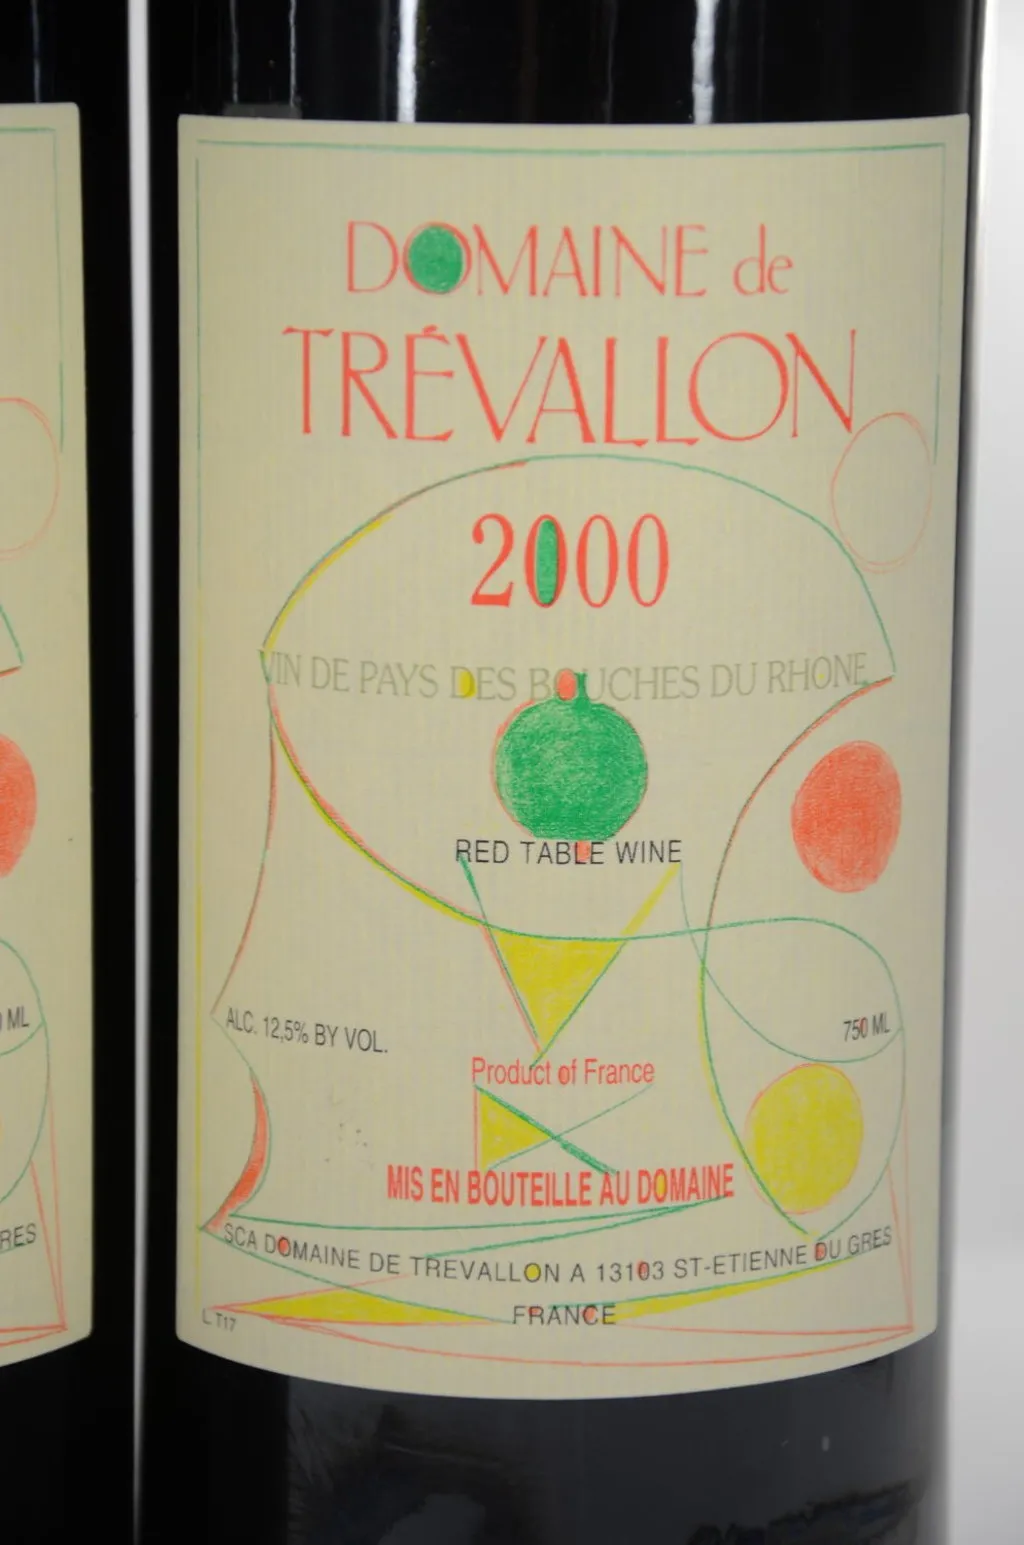 DOMAINE de
TRÉVALLON
2000
VIN DE PAYS DES BOUCHES DU RHONE
RED TABLE WINE
ALC. 12,5% BY VOL.
750 ML
Product of France
MIS EN BOUTEILLE AU DOMAINE
SCA DOMAINE DE TREVALLON A 13103 ST-ETIENNE DU GRES
FRANCE
L. T17
ML
RES